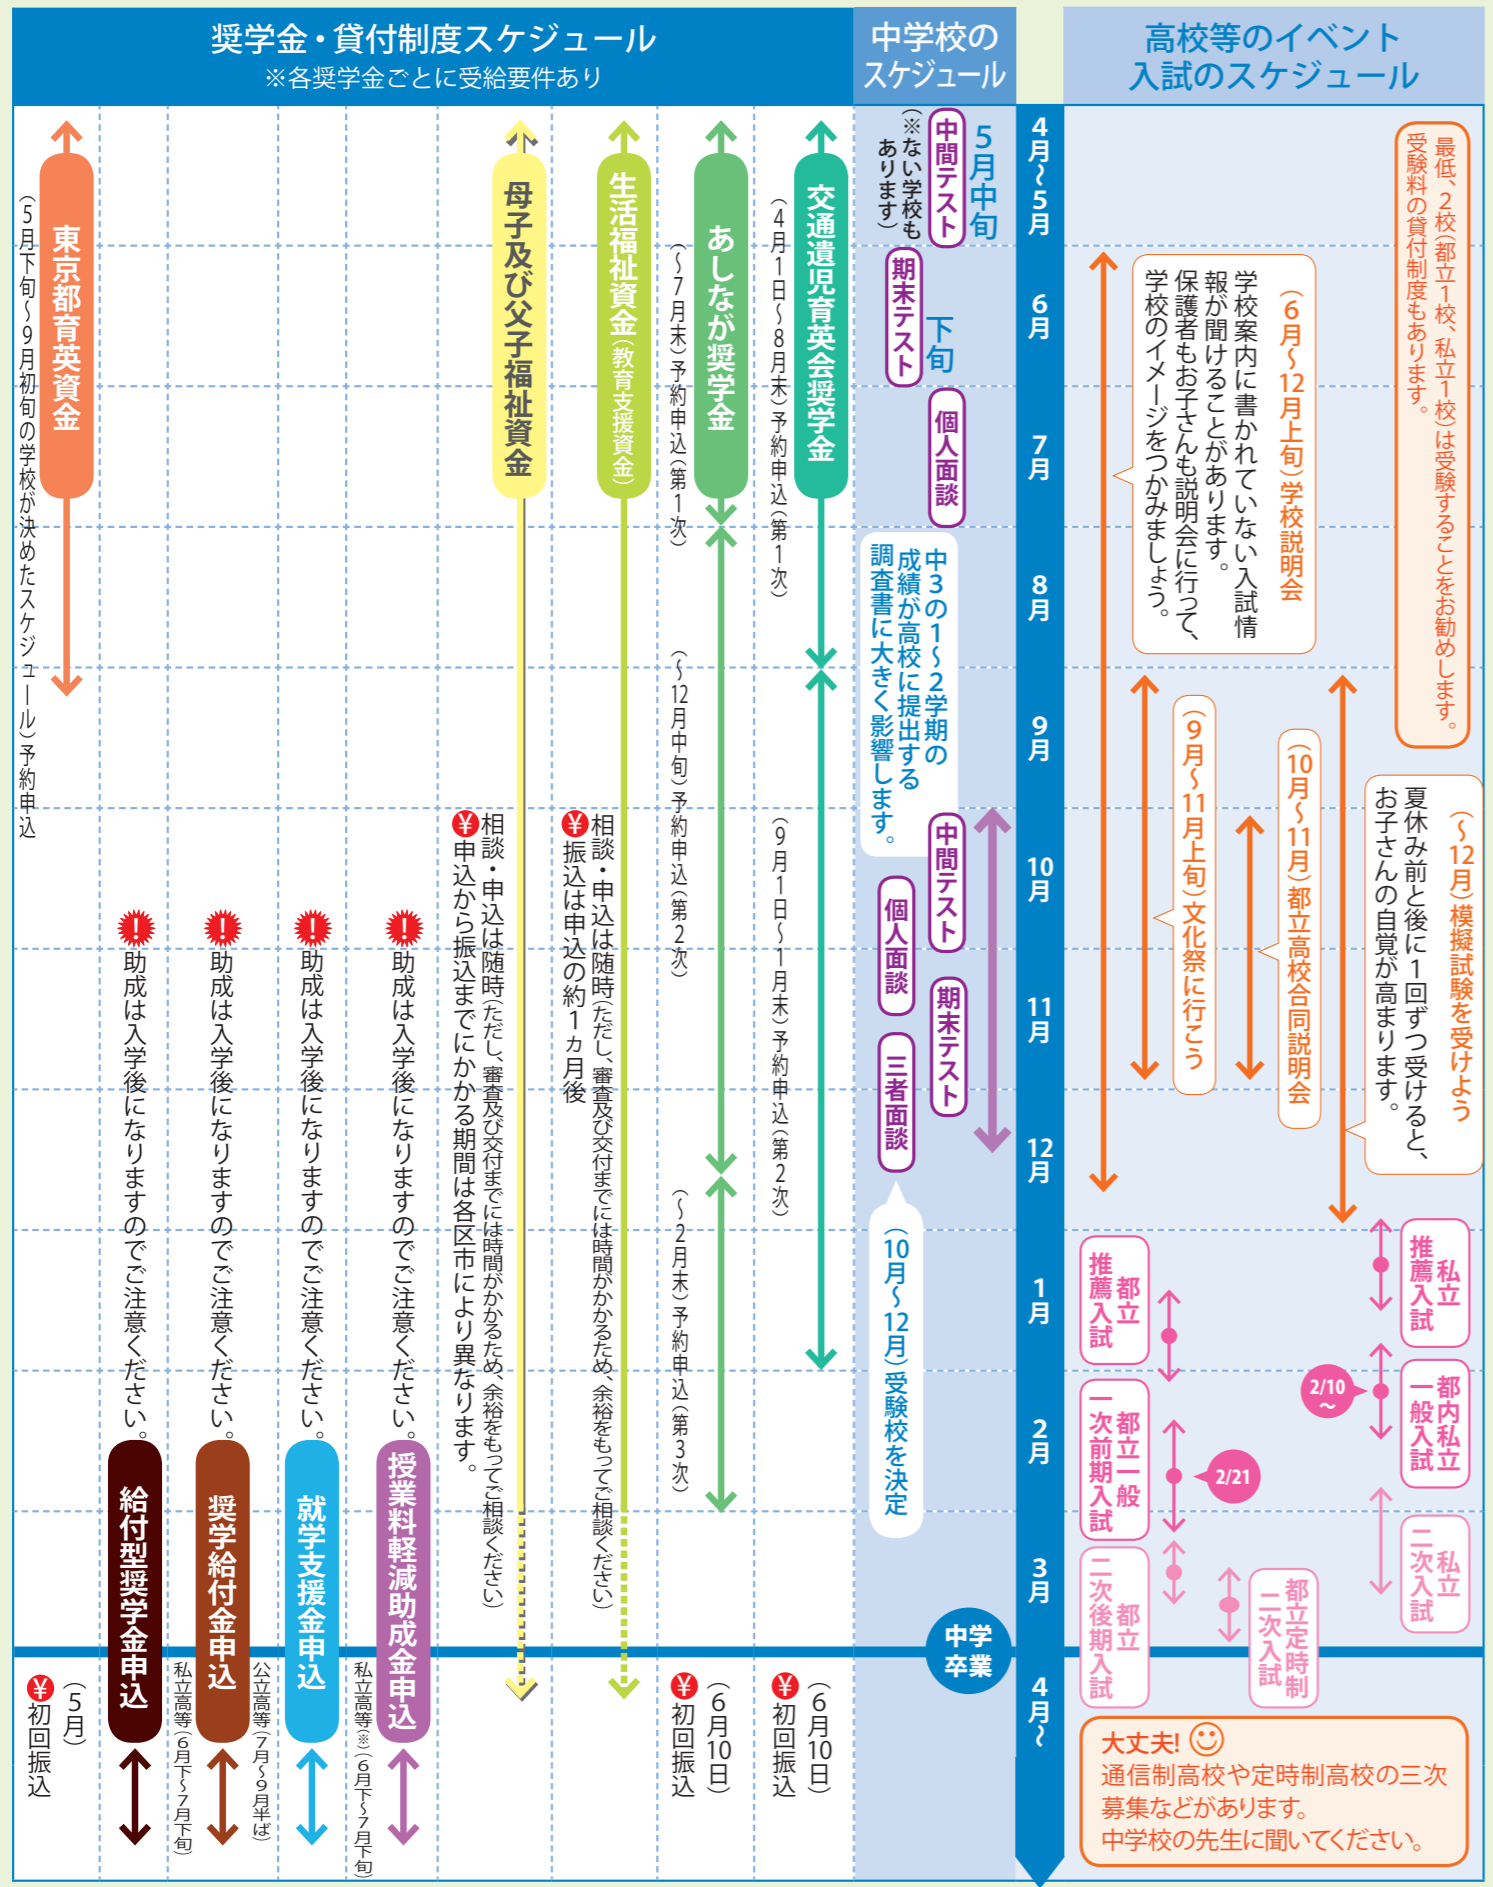 奨学金・貸付制度スケジュール
※各奨学金ごとに受給要件あり
中学校の
スケジュール
高校等のイベント
入試のスケジュール
4月〜5月
6月
7月
8月
9月
10月
11月
12月
1月
2月
3月
4月〜
中学
卒業
最低、2校(都立1校、私立1校)は受験することをお勧めします。
受験料の貸付制度もあります。
(6月〜12月上旬)学校説明会
学校案内に書かれていない入試情
報が聞けることがあります。
保護者もお子さんも説明会に行って、
学校のイメージをつかみましょう。
(〜12月)模擬試験を受けよう
夏休み前と後に1回ずつ受けると、
お子さんの自覚が高まります。
(10月〜11月)都立高校合同説明会
(9月〜11月上旬)文化祭に行こう
私立
推薦入試
都内私立
一般入試
2/10
〜
私立
二次入試
都立
推薦入試
都立一般
一次前期入試
2/21
都立
二次後期入試
都立定時制
二次入試
大丈夫!
通信制高校や定時制高校の三次
募集などがあります。
中学校の先生に聞いてください。
5月中旬
中間テスト
(※ない学校も
あります)
期末テスト
下旬
個人面談
中3の1〜2学期の
成績が高校に提出する
調査書に大きく影響します。
中間テスト
個人面談
期末テスト
三者面談
(10月〜12月)受験校を決定
交通遺児育英会奨学金
(4月1日〜8月末)予約申込(第1次)
(9月1日〜1月末)予約申込(第2次)
(6月10日)
¥初回振込
あしなが奨学金
(〜7月末)予約申込(第1次)
(〜12月中旬)予約申込(第2次)
(〜2月末)予約申込(第3次)
(6月10日)
¥初回振込
生活福祉資金(教育支援資金)
相談・申込は随時(ただし、審査及び交付までには時間がかかるため、余裕をもってご相談ください)
¥振込は申込の約1ヵ月後
母子及び父子福祉資金
相談・申込は随時(ただし、審査及び交付までには時間がかかるため、余裕をもってご相談ください)
¥申込から振込までにかかる期間は各区市により異なります。
!助成は入学後になりますのでご注意ください。
授業料軽減助成金申込
私立高等(※)(6月下〜7月下旬)
!助成は入学後になりますのでご注意ください。
就学支援金申込
公立高等(7月〜9月半ば)
!助成は入学後になりますのでご注意ください。
奨学給付金申込
私立高等(6月下〜7月下旬)
!助成は入学後になりますのでご注意ください。
給付型奨学金申込
東京都育英資金
(5月下旬〜9月初旬の学校が決めたスケジュール)予約申込
(5月)
¥初回振込